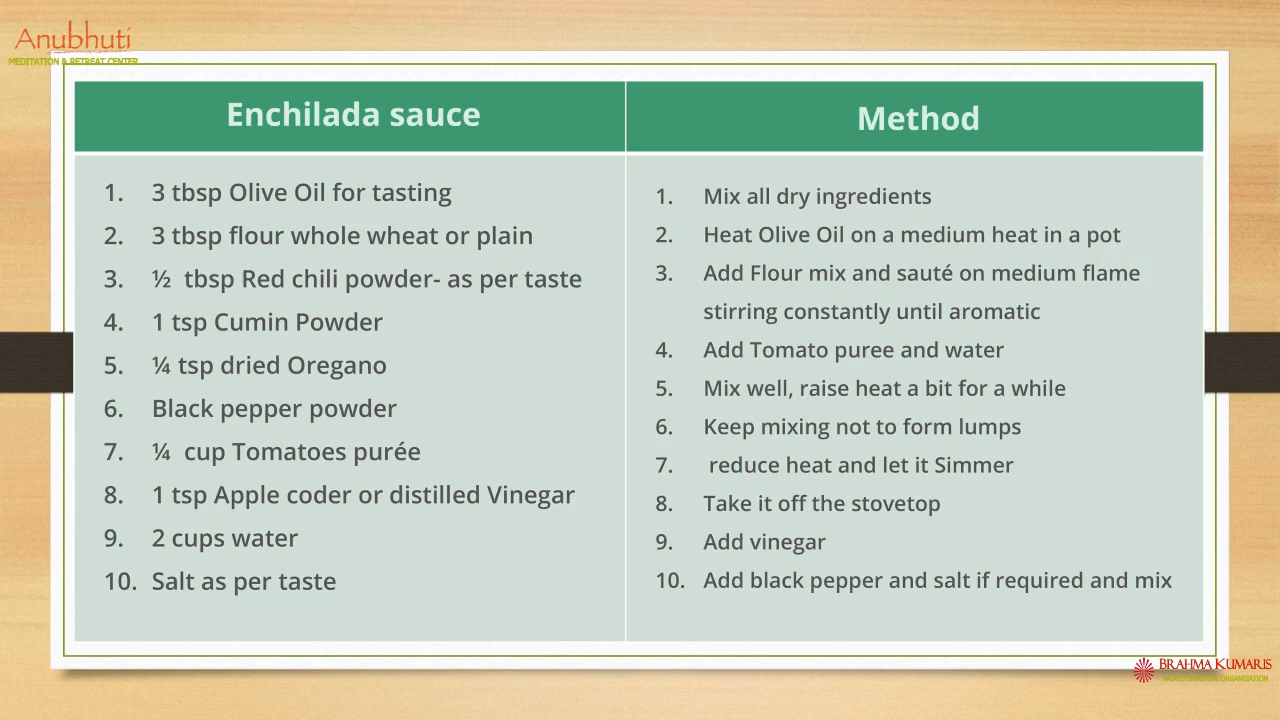 Anubhuti
MEDITATION & RETREAT CENTER
Enchilada sauce
1. 3 tbsp Olive Oil for tasting
2. 3 tbsp flour whole wheat or plain
3. ½ tbsp Red chili powder- as per taste
4. 1 tsp Cumin Powder
5. ¼ tsp dried Oregano
6. Black pepper powder
7. ¼ cup Tomatoes purée
8. 1 tsp Apple coder or distilled Vinegar
9. 2 cups water
10. Salt as per taste
Method
1. Mix all dry ingredients
2. Heat Olive Oil on a medium heat in a pot
3. Add Flour mix and sauté on medium flame
stirring constantly until aromatic
4. Add Tomato puree and water
5. Mix well, raise heat a bit for a while
6. Keep mixing not to form lumps
7. reduce heat and let it Simmer
8. Take it off the stovetop
9. Add vinegar
10. Add black pepper and salt if required and mix
BRAHMA KUMARIS
WORLD SPIRITUAL ORGANIZATION